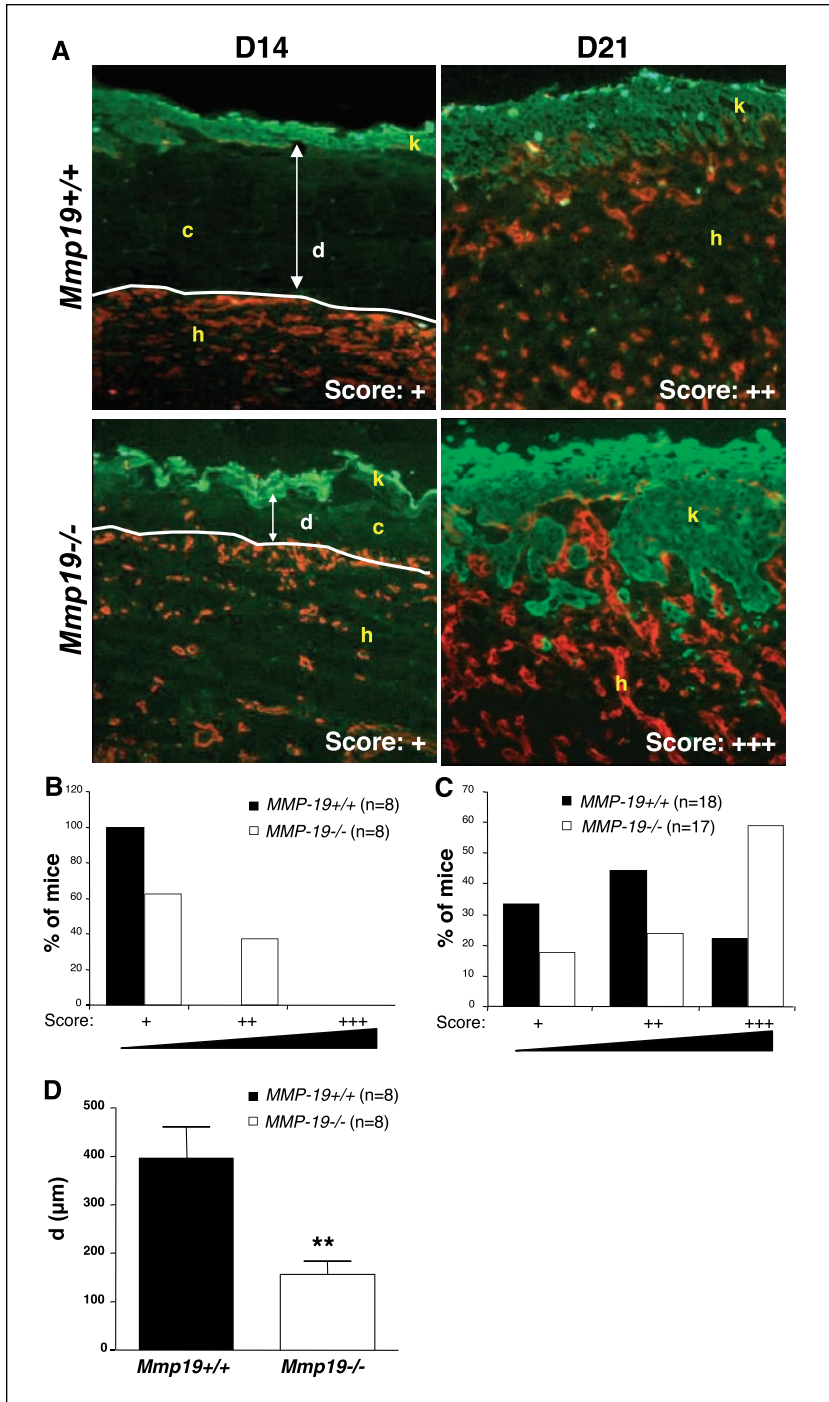 A
D14
D21
Mmp19+/+
k
c
d
h
Score: +
k
h
Score: ++
Mmp19-/-
k
d
c
h
Score: +
k
h
Score: +++
B
120
100
80
60
40
20
0
% of mice
MMP-19+/+ (n=8)
MMP-19-/- (n=8)
Score: + ++ +++
C
70
60
50
40
30
20
10
0
% of mice
MMP-19+/+ (n=18)
MMP-19-/- (n=17)
Score: + ++ +++
D
MMP-19+/+ (n=8)
MMP-19-/- (n=8)
500
400
300
200
100
0
d (μm)
**
Mmp19+/+ Mmp19-/-